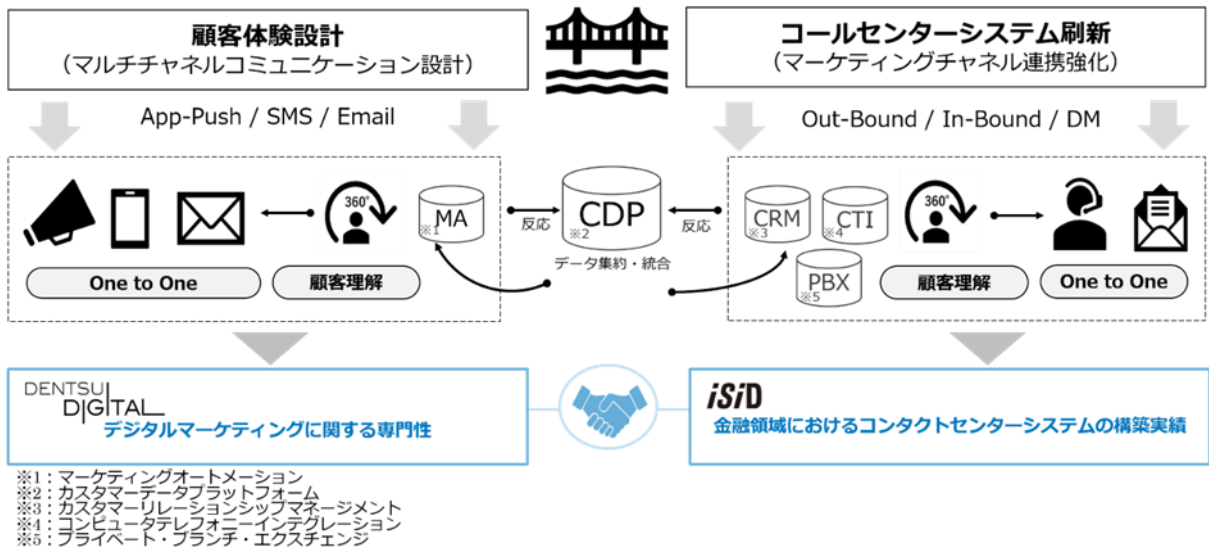 顧客体験設計
（マルチチャネルコミュニケーション設計）
コールセンターシステム刷新
（マーケティングチャネル連携強化）
App-Push / SMS / Email
Out-Bound / In-Bound / DM
360°
MA
※1
反応
CDP
※2
データ集約・統合
反応
CRM
※3
CTI
※4
PBX
※5
360°
One to One
顧客理解
顧客理解
One to One
DENTSU
DIGITAL
デジタルマーケティングに関する専門性
iSiD
金融領域におけるコンタクトセンターシステムの構築実績
※1：マーケティングオートメーション
※2：カスタマーデータプラットフォーム
※3：カスタマーリレーションシップマネージメント
※4：コンピュータテレフォニーインテグレーション
※5：プライベート・ブランチ・エクスチェンジ